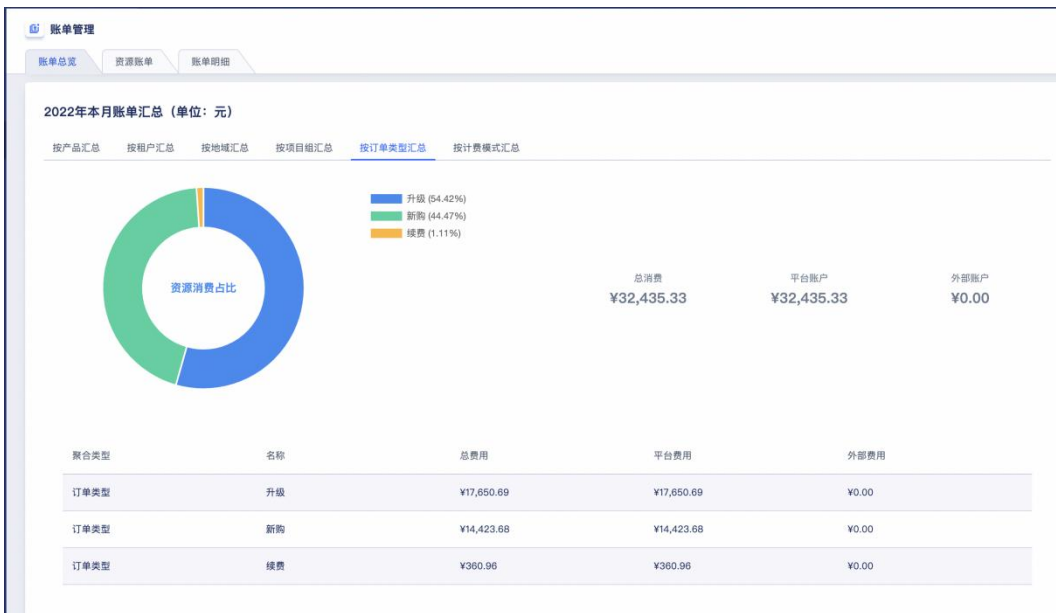 账单管理
账单总览 资源账单 账单明细
2022年本月账单汇总（单位：元）
按产品汇总 按租户汇总 按地域汇总 按项目组汇总 按订单类型汇总 按计费模式汇总
升级 (54.42%)
新购 (44.47%)
续费 (1.11%)
资源消费占比
总消费 平台账户 外部账户
¥32,435.33 ¥32,435.33 ¥0.00
聚合类型 名称 总费用 平台费用 外部费用
订单类型 升级 ¥17,650.69 ¥17,650.69 ¥0.00
订单类型 新购 ¥14,423.68 ¥14,423.68 ¥0.00
订单类型 续费 ¥360.96 ¥360.96 ¥0.00